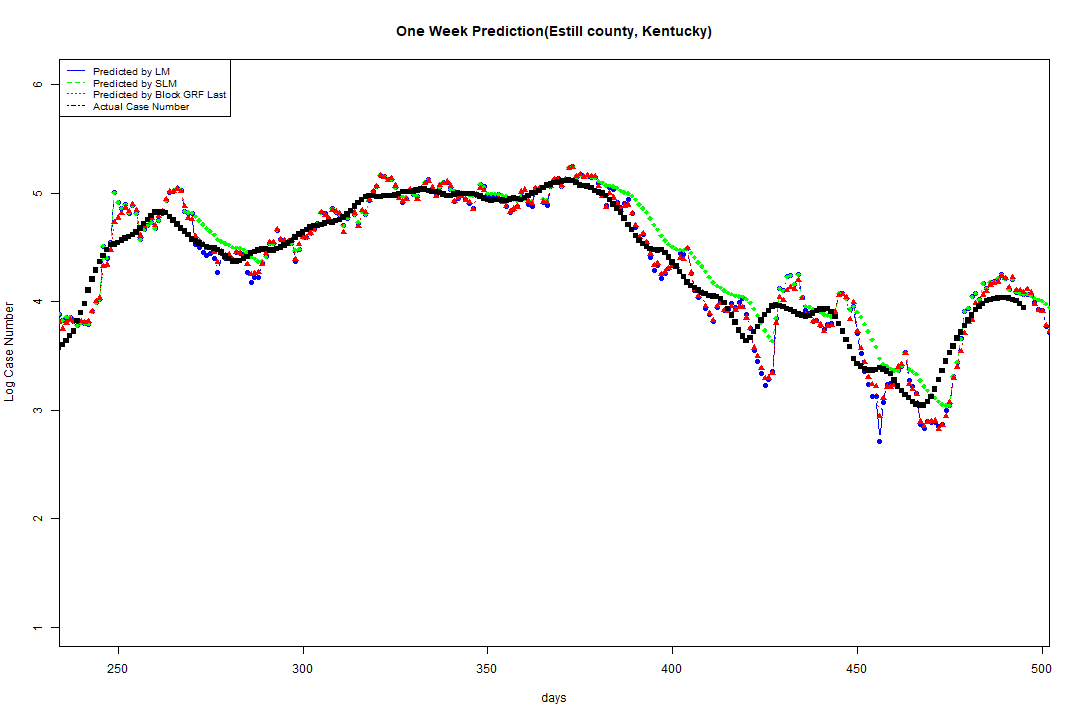 One Week Prediction(Estill county, Kentucky)
Predicted by LM
Predicted by SLM
Predicted by Block GRF Last
Actual Case Number
6
5
4
3
2
1
Log Case Number
250 300 350 400 450 500
days